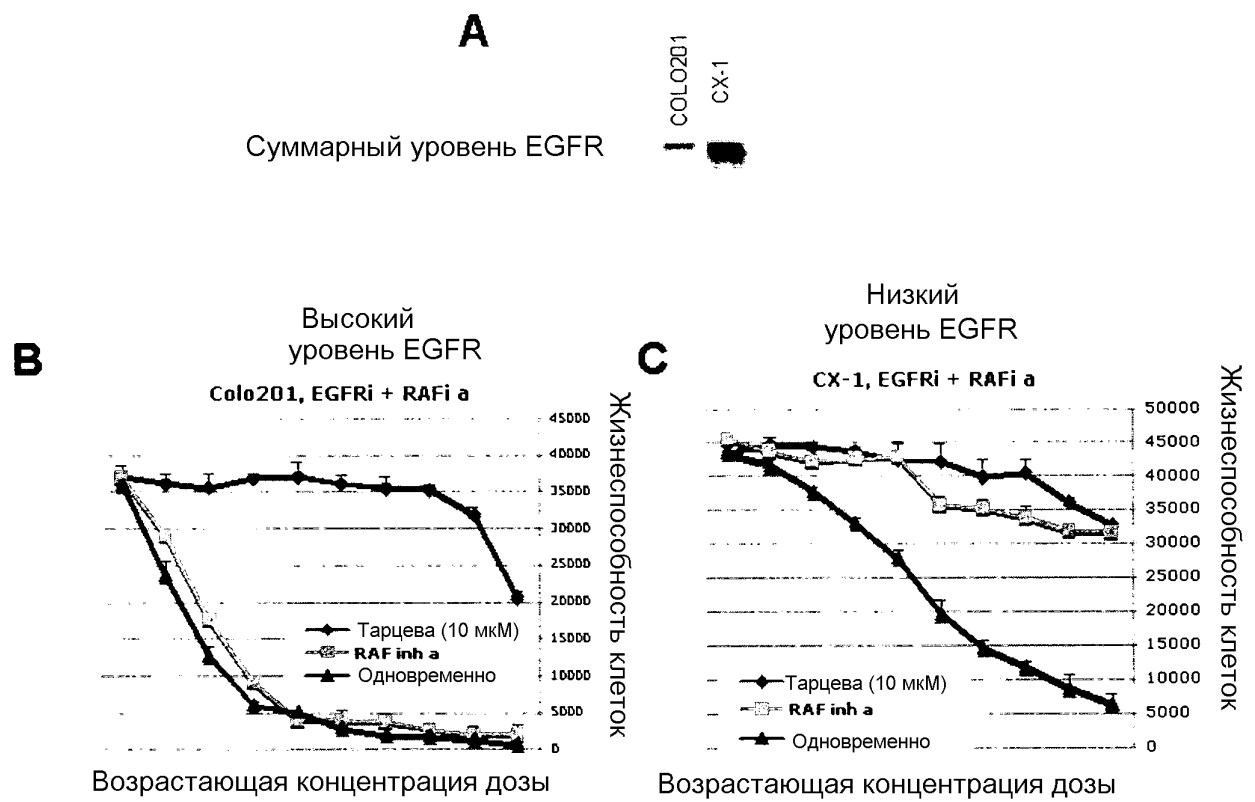 A
COLO201
CX-1
Суммарный уровень EGFR
B
Высокий
уровень EGFR
Colo201, EGFRi + RAFi a
45000
40000
35000
30000
25000
20000
15000
10000
5000
0
Жизнеспособность клеток
Тарцева (10 мкМ)
RAF inh a
Одновременно
Возрастающая концентрация дозы
C
Низкий
уровень EGFR
CX-1, EGFRi + RAFi a
50000
45000
40000
35000
30000
25000
20000
15000
10000
5000
0
Жизнеспособность клеток
Тарцева (10 мкМ)
RAF inh a
Одновременно
Возрастающая концентрация дозы